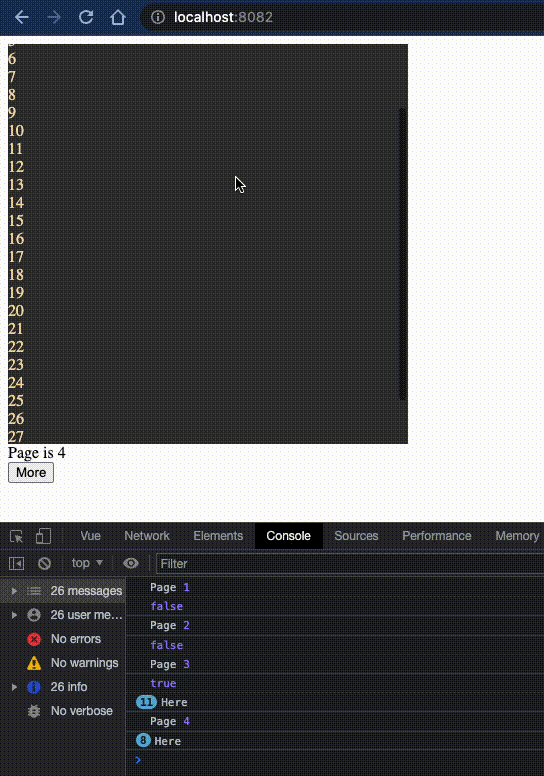 localhost:8082
6
7
8
9
10
11
12
13
14
15
16
17
18
19
20
21
22
23
24
25
26
27
Page is 4
More
Vue Network Elements Console Sources Performance Memory
top ▼ Filter
26 messages
26 user me...
No errors
No warnings
26 info
No verbose
Page 1
false
Page 2
false
Page 3
true
11 Here
Page 4
8 Here
>